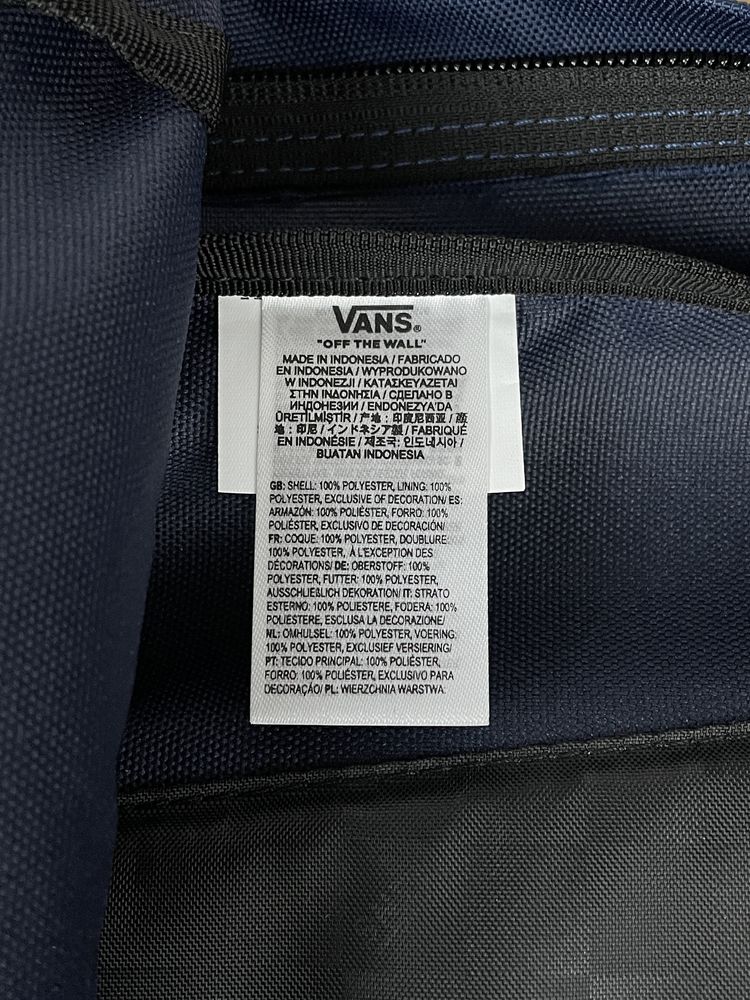 VANS®
"OFF THE WALL"
MADE IN INDONESIA / FABRICADO
EN INDONESIA / WYPRODUKOWANO
W INDONEZJI / ΚΑΤΑΣΚΕΥΑΖΕΤΑΙ
ΣΤΗΝ ΙΝΔΟΝΗΣΙΑ / СДЕЛАНО В
ИНДОНЕЗИИ / ENDONEZYA'DA
ÜRETİLMİŞTİR / 产地：印度尼西亚 / 產
地：印尼 / インドネシア製 / FABRIQUÉ
EN INDONÉSIE / 제조국: 인도네시아 /
BUATAN INDONESIA
GB: SHELL: 100% POLYESTER, LINING: 100%
POLYESTER, EXCLUSIVE OF DECORATION/ ES:
ARMAZÓN: 100% POLIÉSTER, FORRO: 100%
POLIÉSTER, EXCLUSIVO DE DECORACIÓN/
FR: COQUE: 100% POLYESTER, DOUBLURE:
100% POLYESTER, À L'EXCEPTION DES
DÉCORATIONS/ DE: OBERSTOFF: 100%
POLYESTER, FUTTER: 100% POLYESTER,
AUSSCHLIEßLICH DEKORATION/ IT: STRATO
ESTERNO: 100% POLIESTERE, FODERA: 100%
POLIÉSTERE, ESCLUSA LA DECORAZIONE/
NL: OMHULSEL: 100% POLYESTER, VOERING:
100% POLYESTER, EXCLUSIEF VERSIERING/
PT: TECIDO PRINCIPAL: 100% POLIÉSTER,
FORRO: 100% POLIÉSTER, EXCLUSIVO PARA
DECORAÇÃO/ PL: WIERZCHNIA WARSTWA: